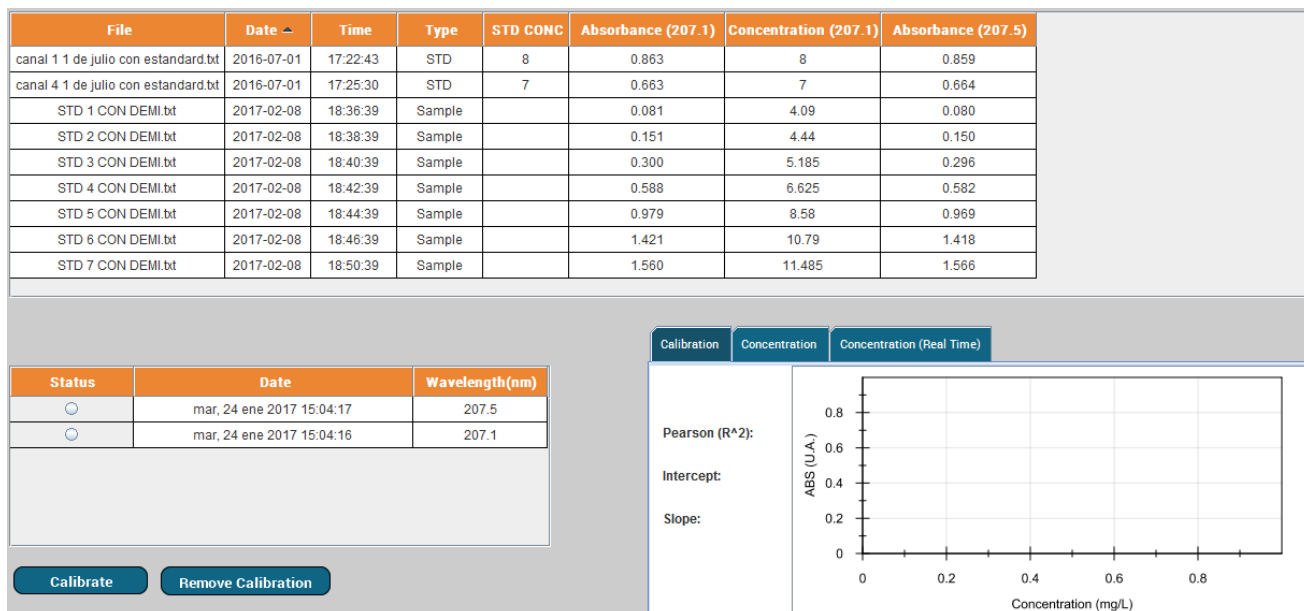 File Date Time Type STD CONC Absorbance (207.1) Concentration (207.1) Absorbance (207.5)
canal 1 1 de julio con estandard.txt 2016-07-01 17:22:43 STD 8 0.863 8 0.859
canal 4 1 de julio con estandard.txt 2016-07-01 17:25:30 STD 7 0.663 7 0.664
STD 1 CON DEMI.txt 2017-02-08 18:36:39 Sample 0.081 4.09 0.080
STD 2 CON DEMI.txt 2017-02-08 18:38:39 Sample 0.151 4.44 0.150
STD 3 CON DEMI.txt 2017-02-08 18:40:39 Sample 0.300 5.185 0.296
STD 4 CON DEMI.txt 2017-02-08 18:42:39 Sample 0.588 6.625 0.582
STD 5 CON DEMI.txt 2017-02-08 18:44:39 Sample 0.979 8.58 0.969
STD 6 CON DEMI.txt 2017-02-08 18:46:39 Sample 1.421 10.79 1.418
STD 7 CON DEMI.txt 2017-02-08 18:50:39 Sample 1.560 11.485 1.566
Status Date Wavelength(nm)
mar, 24 ene 2017 15:04:17 207.5
mar, 24 ene 2017 15:04:16 207.1
Calibrate Remove Calibration
Calibration Concentration Concentration (Real Time)
Pearson (R^2):
Intercept:
Slope:
ABS (U.A.)
0.8
0.6
0.4
0.2
0
0 0.2 0.4 0.6 0.8
Concentration (mg/L)